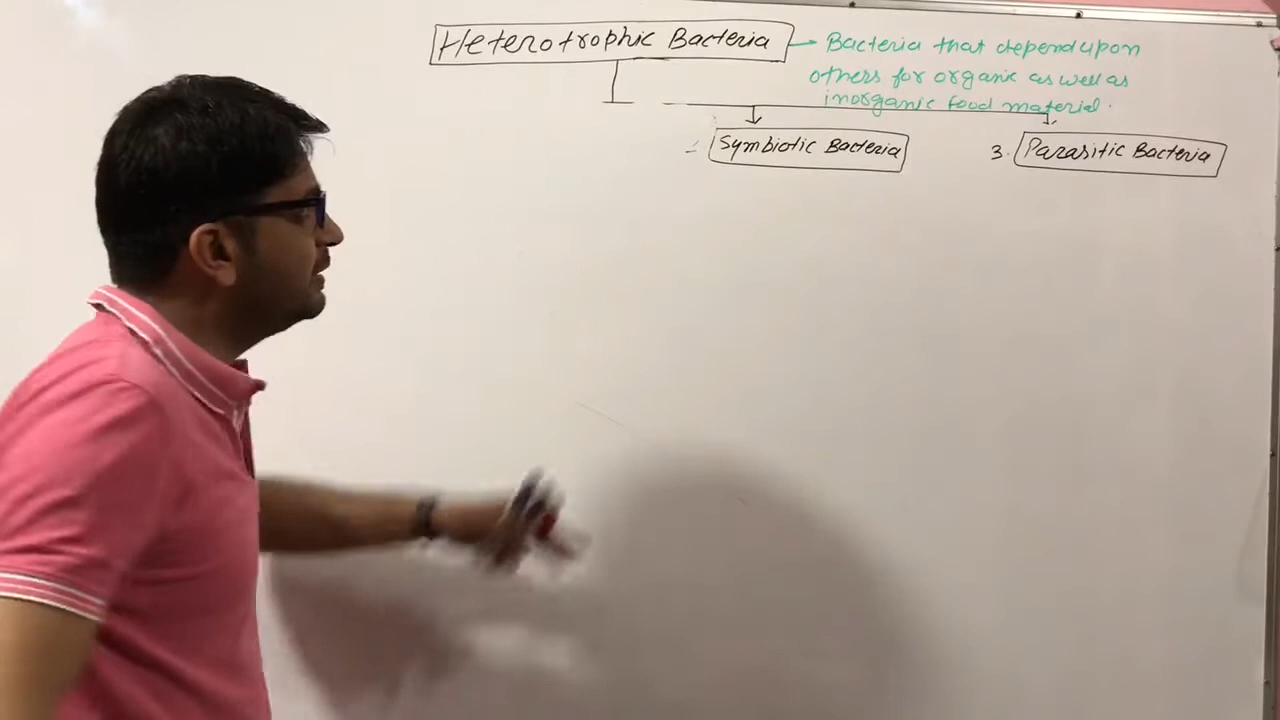 Heterotrophic Bacteria
Bacteria that depend upon
others for organic as well as
inorganic food material.
Symbiotic Bacteria
3. Parasitic Bacteria